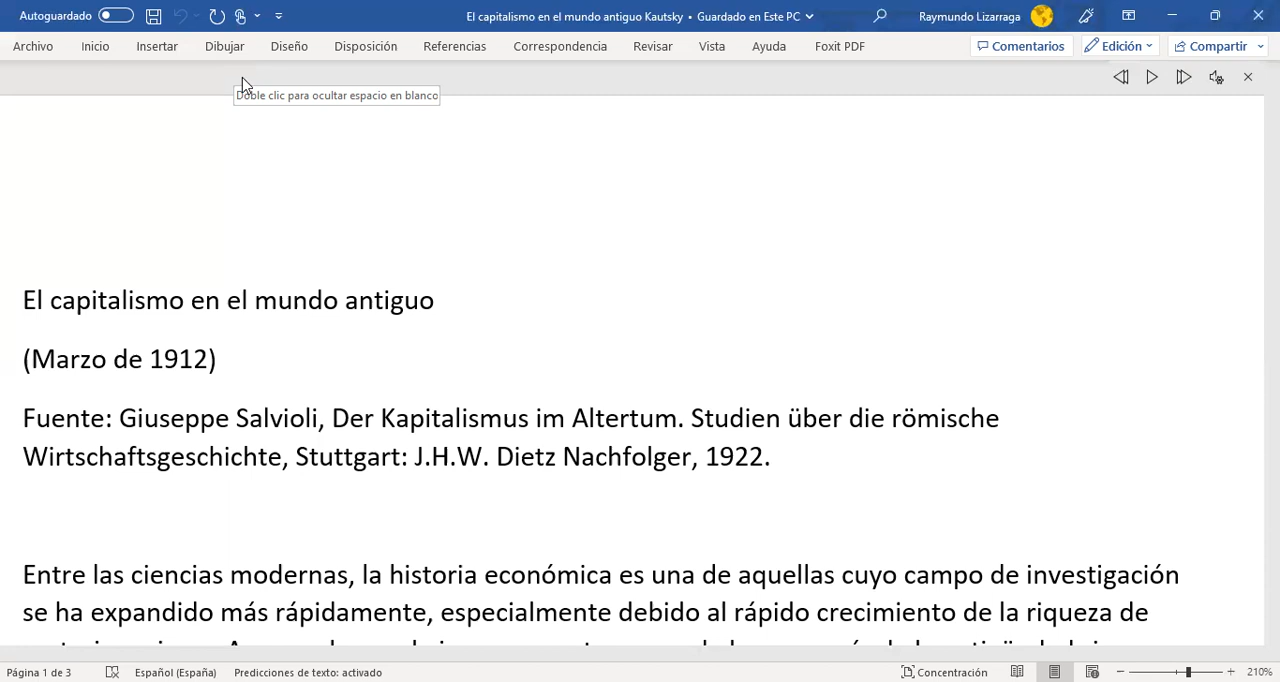 Autoguardado
El capitalismo en el mundo antiguo Kautsky • Guardado en Este PC
Raymundo Lizarraga
Archivo Inicio Insertar Dibujar Diseño Disposición Referencias Correspondencia Revisar Vista Ayuda Foxit PDF
Comentarios Edición Compartir
Doble clic para ocultar espacio en blanco
El capitalismo en el mundo antiguo
(Marzo de 1912)
Fuente: Giuseppe Salvioli, Der Kapitalismus im Altertum. Studien über die römische
Wirtschaftsgeschichte, Stuttgart: J.H.W. Dietz Nachfolger, 1922.
Entre las ciencias modernas, la historia económica es una de aquellas cuyo campo de investigación
se ha expandido más rápidamente, especialmente debido al rápido crecimiento de la riqueza de
Página 1 de 3 Español (España) Predicciones de texto: activado Concentración 210%